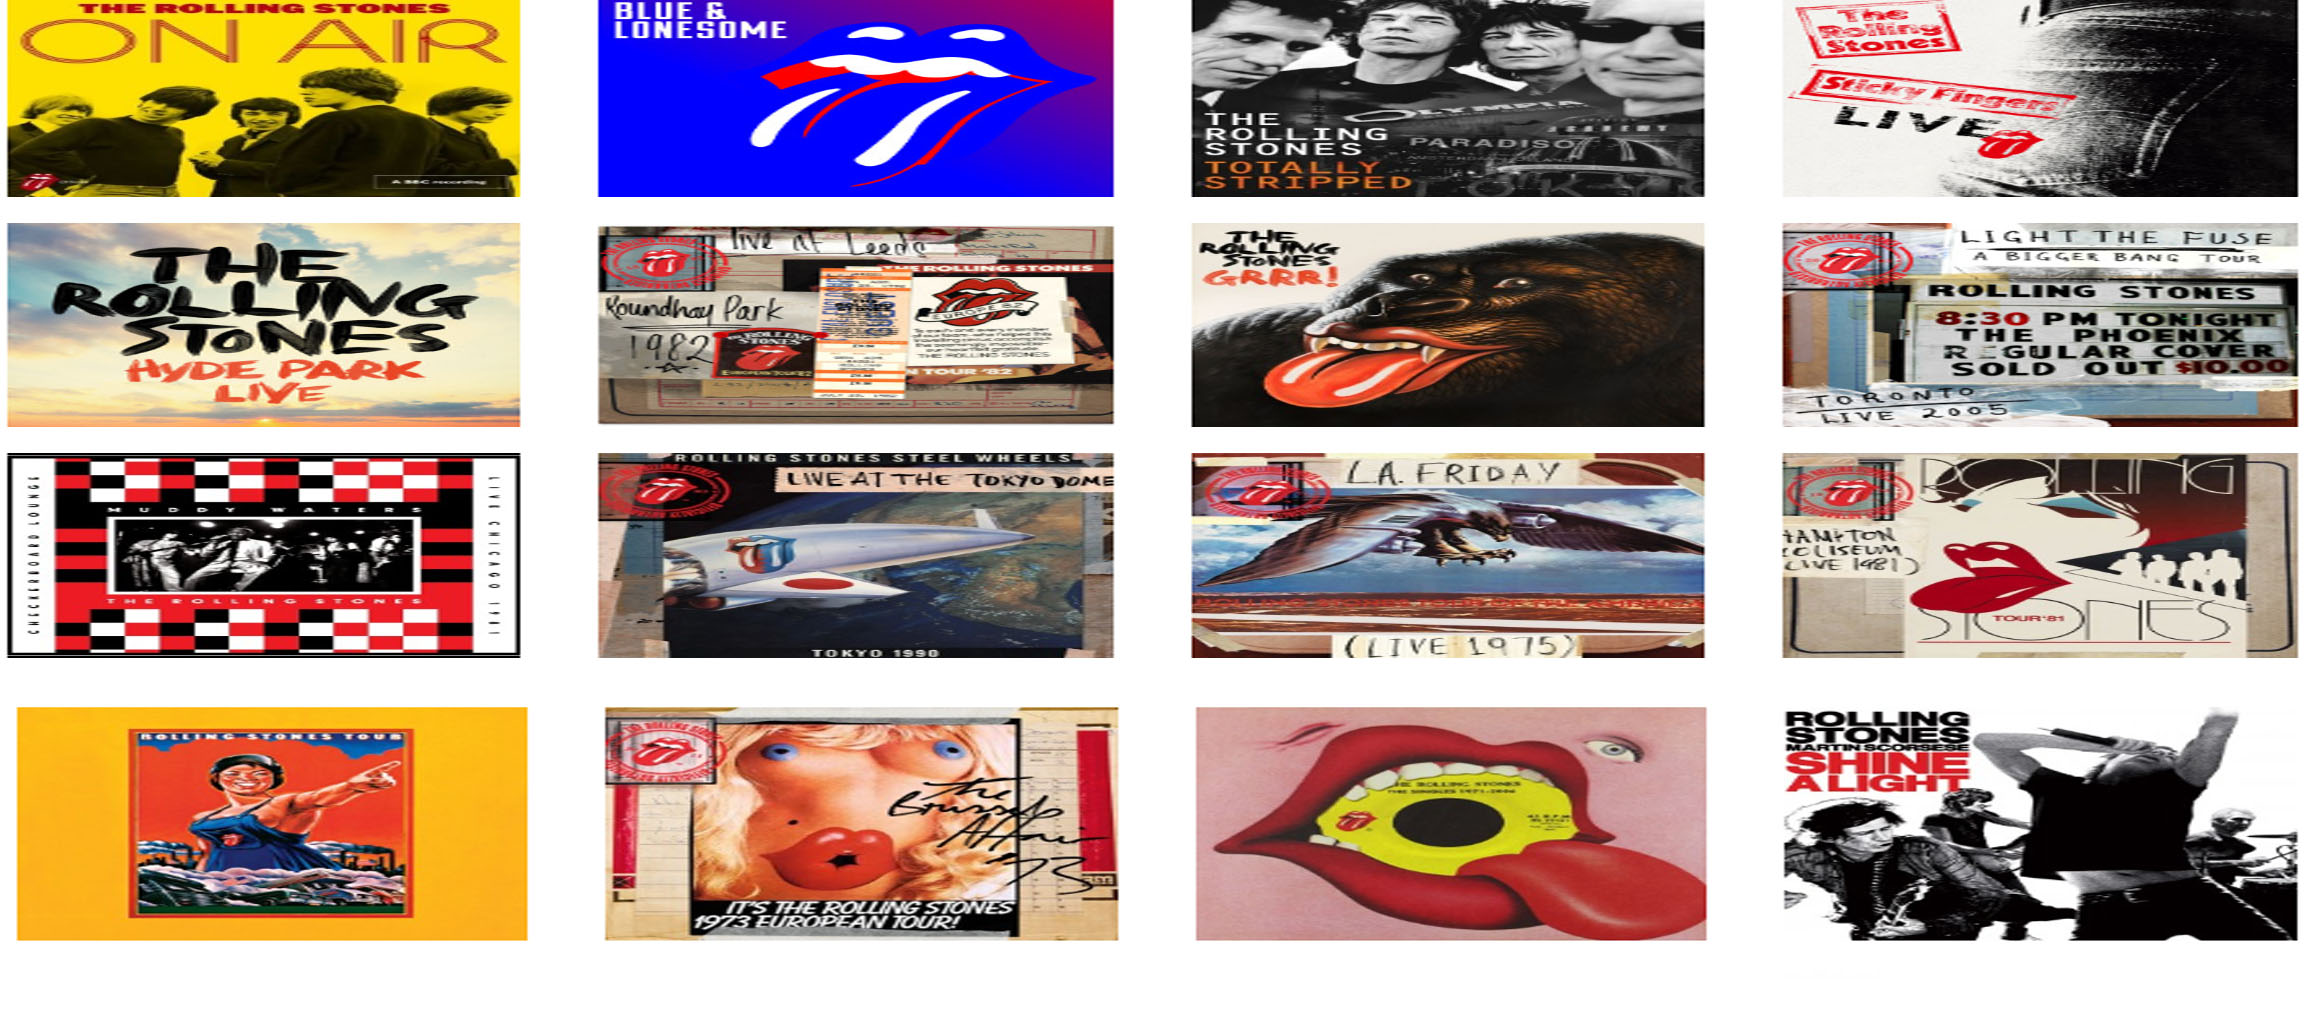 THE ROLLING STONES
ON AIR
A BBC recording
BLUE &
LONESOME
OLYMPIA
PARADISO
THE
ROLLING
STONES
TOTALLY
STRIPPED
The
Rolling
Stones
Sticky Fingers
LIVE
THE
ROLLING
STONES
HYDE PARK
LIVE
live at Leeds
THE ROLLING STONES
Roundhay Park
1982
EUROPE 82
THE ROLLING STONES
N TOUR '82
THE
ROLLING
STONES
GRRR!
LIGHT THE FUSE
A BIGGER BANG TOUR
ROLLING STONES
8:30 PM TONIGHT
THE PHOENIX
R GULAR COVER
SOLD OUT $10.00
TORONTO
LIVE 2005
CHECKERBOARD LOUNGE
MUDDY WATERS
THE ROLLING STONES
LIVE CHICAGO 1981
ROLLING STONES STEEL WHEELS
LIVE AT THE TOKYO DOME
TOKYO 1990
L.A. FRIDAY
(LIVE 1975)
ROLLING
HAMPTON
COLISEUM
LIVE 1981)
STONES
TOUR '81
ROLLING STONES TOUR
The
Brussels
Affair
'73
IT'S THE ROLLING STONES
1973 EUROPEAN TOUR!
THE ROLLING STONES
THE SINGLES 1971-2006
45 R.P.M.
ROLLING
STONES
MARTIN SCORSESE
SHINE
A LIGHT